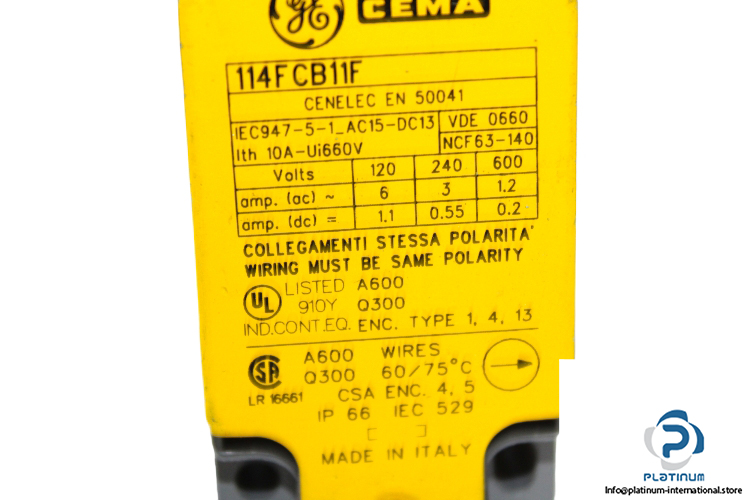 GE CEMA
114FCB11F
CENELEC EN 50041
IEC947-5-1_AC15-DC13 VDE 0660
Ith 10A-Ui660V NCF63-140
Volts 120 240 600
amp. (ac) ~ 6 3 1.2
amp. (dc) = 1.1 0.55 0.2
COLLEGAMENTI STESSA POLARITA'
WIRING MUST BE SAME POLARITY
UL LISTED A600
910Y Q300
IND.CONT.EQ. ENC. TYPE 1, 4, 13
SA A600 WIRES
Q300 60/75°C
LR 16661 CSA ENC. 4, 5
IP 66 IEC 529
MADE IN ITALY
PLATINUM
Info@platinum-international.store